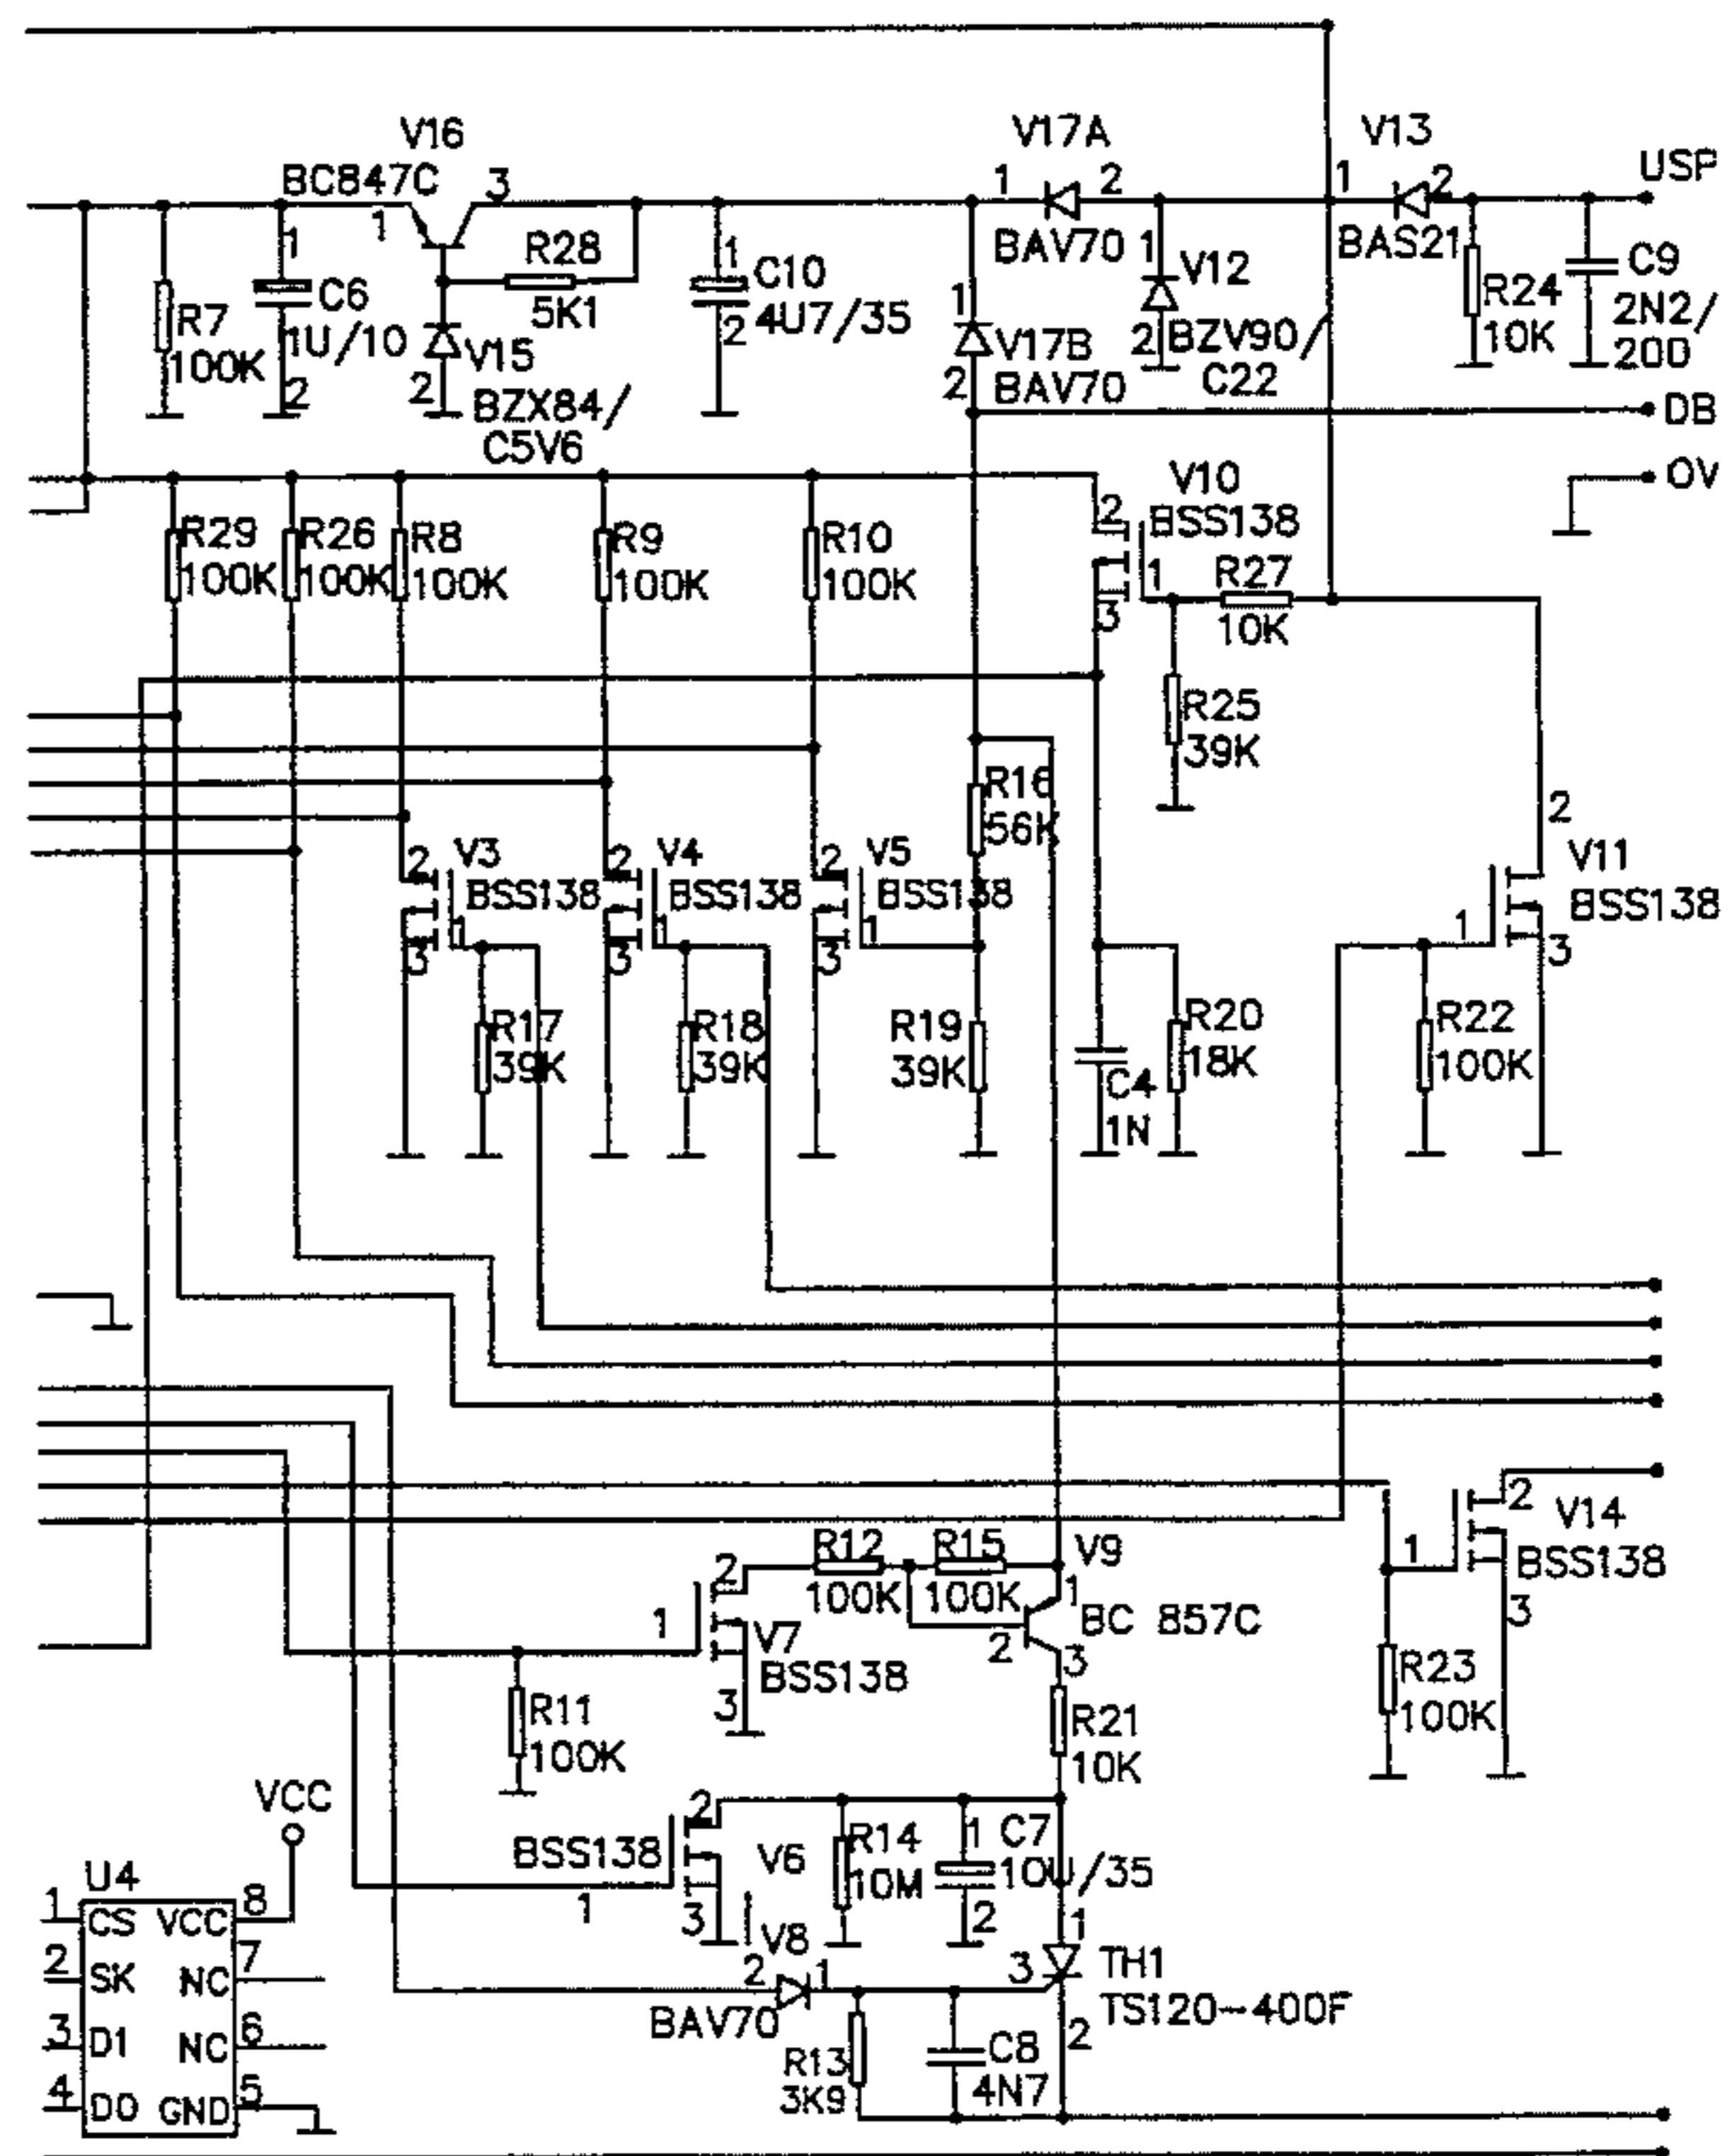 V16
BC847C
3
1
R28
5K1
R7
100K
1
C6
1U/10
2
V15
2
BZX84/
C5V6
1
C10
4U7/35
2
V17A
1
2
BAV70
V13
1
2
BAS21
USP
1
V12
2
BZV90/
C22
1
V17B
2
BAV70
R24
10K
C9
2N2/
200
DB
0V
R29
100K
R26
100K
R8
100K
R9
100K
R10
100K
V10
2
BSS138
1
3
R27
10K
R25
39K
R16
56K
2
V11
BSS138
1
3
2
V3
BSS138
1
3
2
V4
BSS138
1
3
2
V5
BSS138
1
3
R17
39K
R18
39K
R19
39K
C4
1N
R20
18K
R22
100K
2
V14
1
BSS138
3
R12
100K
R15
100K
V9
1
BC 857C
2
3
2
1
V7
BSS138
3
R11
100K
R21
10K
R23
100K
VCC
2
BSS138
V6
1
3
R14
10M
1
C7
10U/35
2
V8
2
1
BAV70
1
3
TH1
TS120-400F
2
R13
3K9
C8
4N7
U4
1
CS
VCC
8
2
SK
NC
7
3
D1
NC
6
4
D0
GND
5